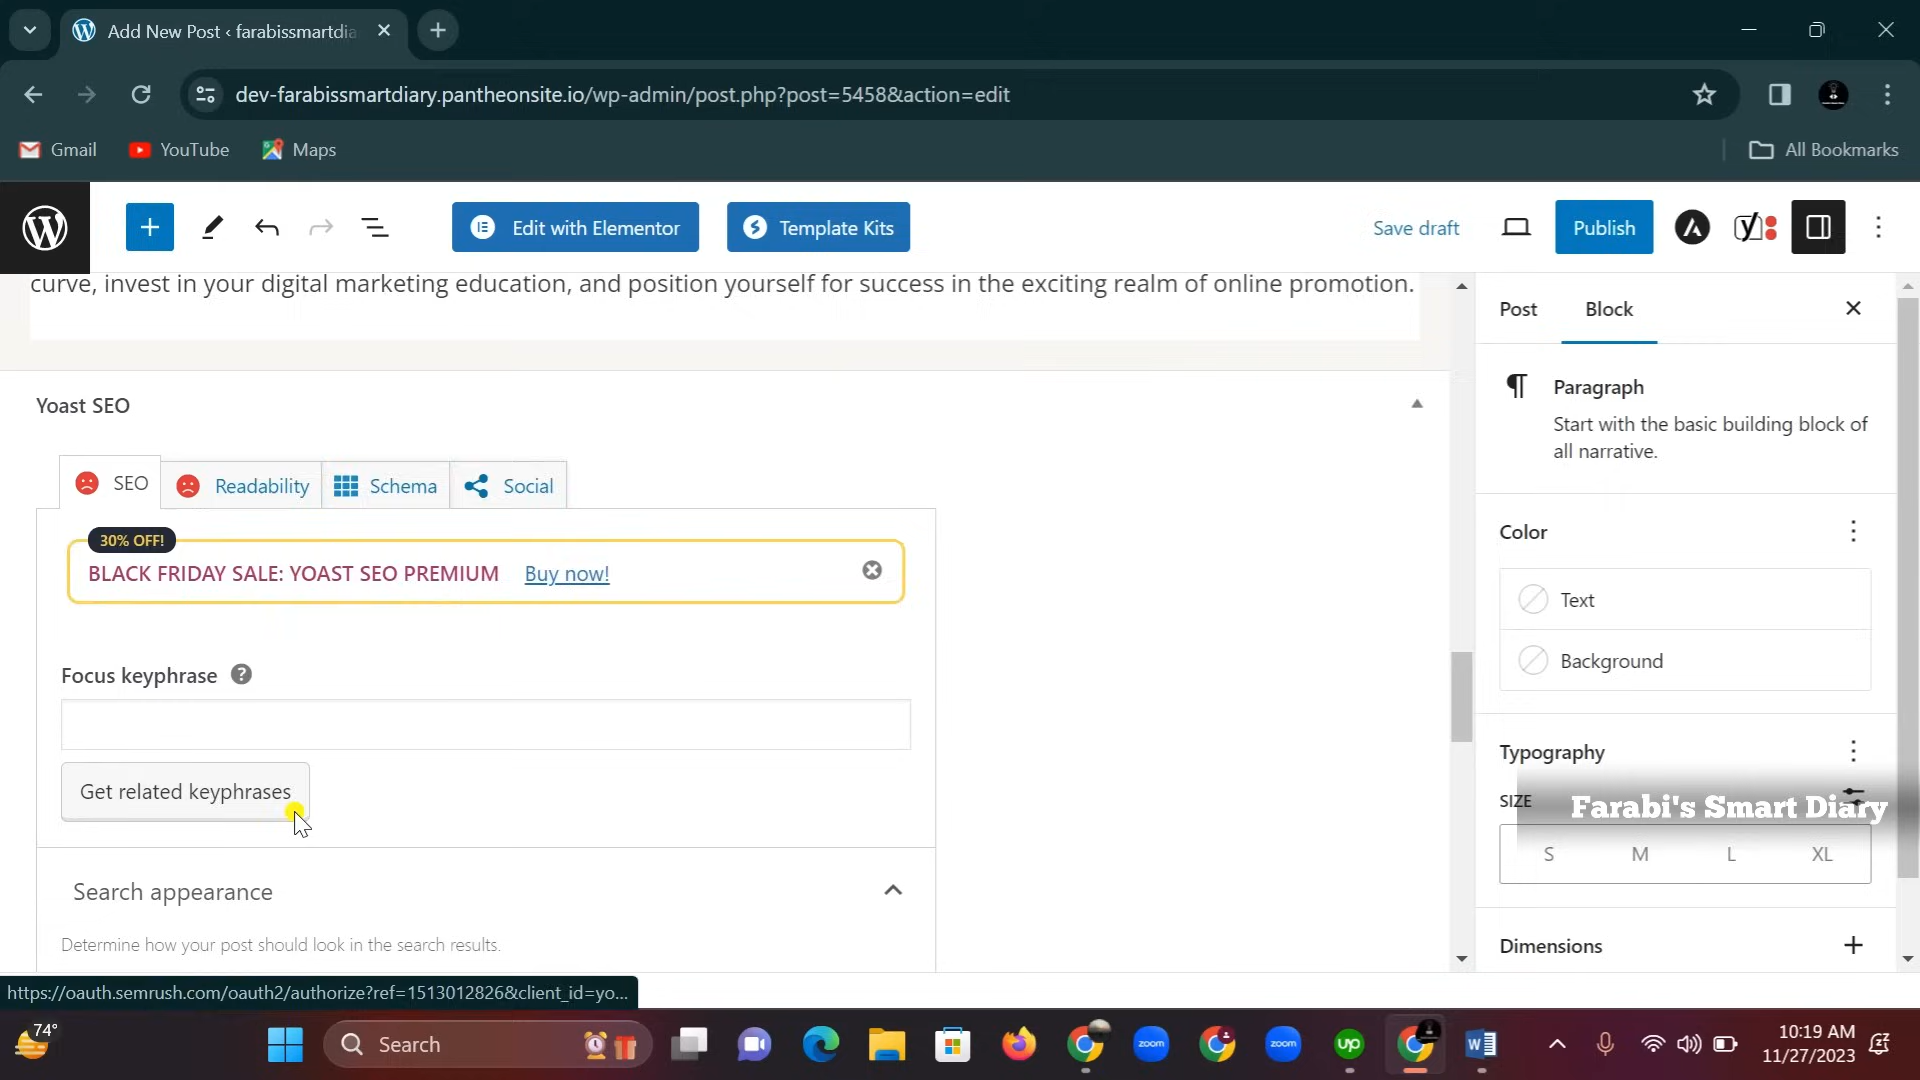 Add New Post ‹ farabissmartdia
dev-farabissmartdiary.pantheonsite.io/wp-admin/post.php?post=5458&action=edit
Gmail
YouTube
Maps
All Bookmarks
Edit with Elementor
Template Kits
Save draft
Publish
curve, invest in your digital marketing education, and position yourself for success in the exciting realm of online promotion.
Post
Block
Paragraph
Start with the basic building block of
all narrative.
Yoast SEO
SEO
Readability
Schema
Social
30% OFF!
BLACK FRIDAY SALE: YOAST SEO PREMIUM Buy now!
Color
Text
Background
Focus keyphrase
Get related keyphrases
Typography
SIZE
Farabi's Smart Diary
S M L XL
Search appearance
Determine how your post should look in the search results.
Dimensions
https://oauth.semrush.com/oauth2/authorize?ref=1513012826&client_id=yo...
74°
Search
zoom
zoom
up
10:19 AM
11/27/2023